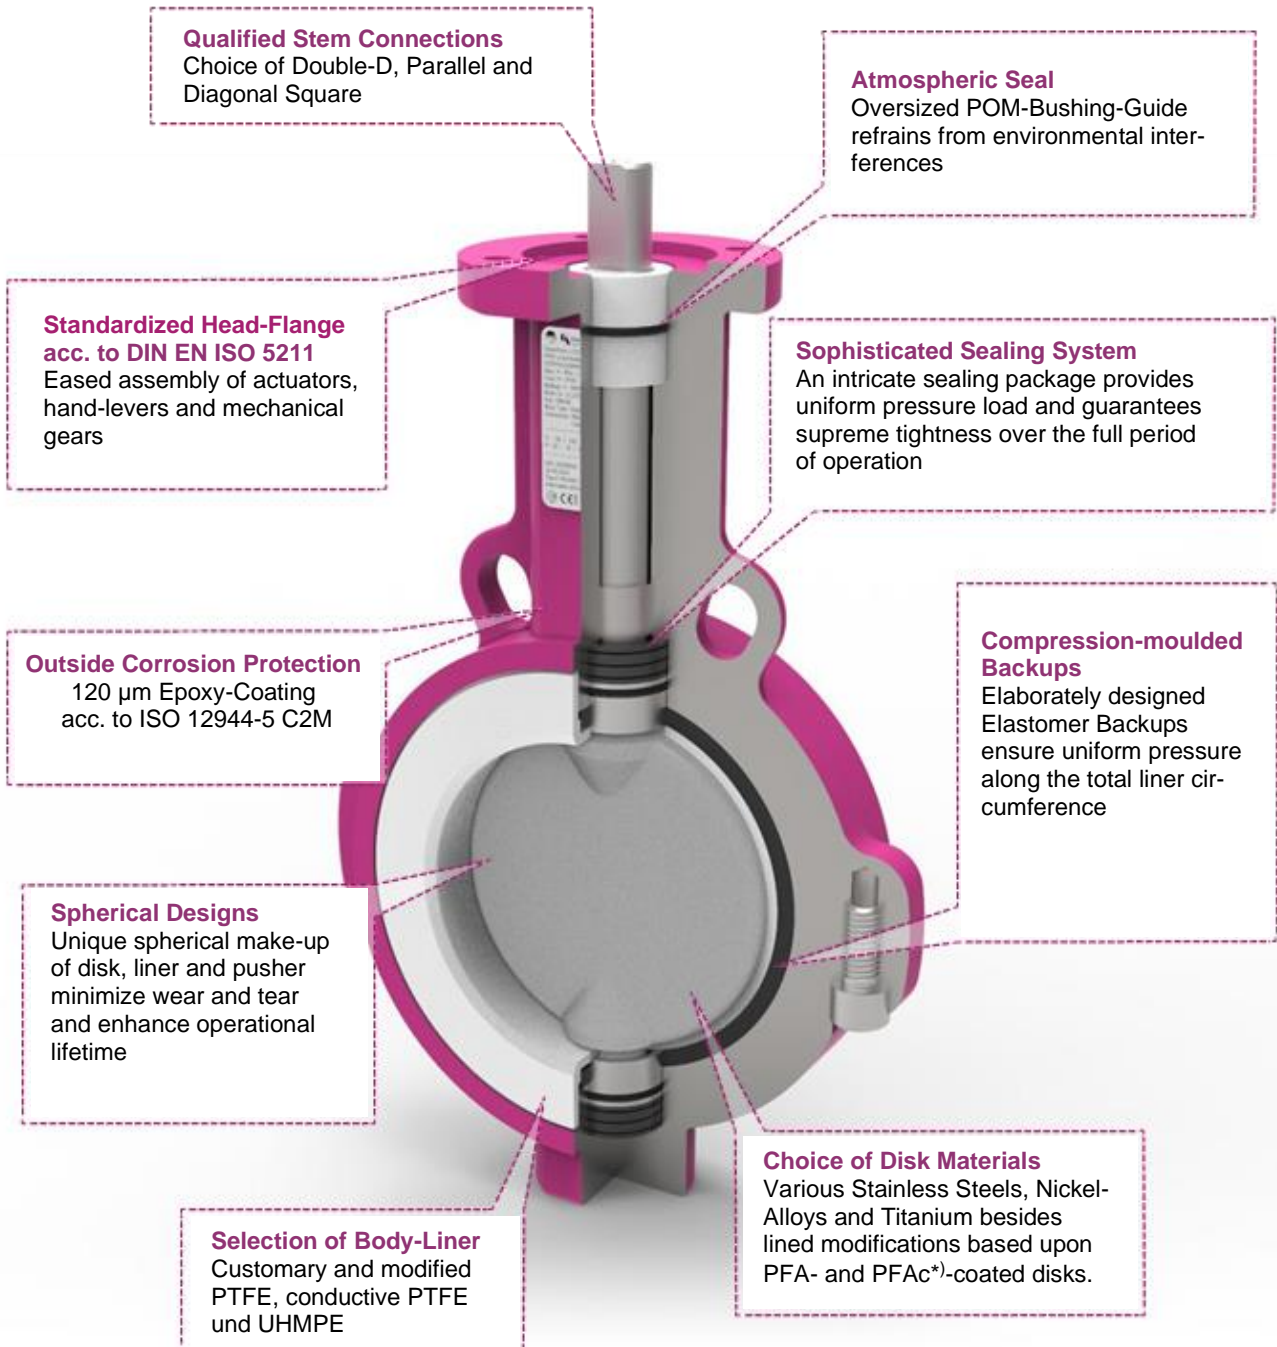 Qualified Stem Connections
Choice of Double-D, Parallel and
Diagonal Square
Atmospheric Seal
Oversized POM-Bushing-Guide
refrains from environmental inter-
ferences
Standardized Head-Flange
acc. to DIN EN ISO 5211
Eased assembly of actuators,
hand-levers and mechanical
gears
Sophisticated Sealing System
An intricate sealing package provides
uniform pressure load and guarantees
supreme tightness over the full period
of operation
Outside Corrosion Protection
120 µm Epoxy-Coating
acc. to ISO 12944-5 C2M
Compression-moulded
Backups
Elaborately designed
Elastomer Backups
ensure uniform pressure
along the total liner cir-
cumference
Spherical Designs
Unique spherical make-up
of disk, liner and pusher
minimize wear and tear
and enhance operational
lifetime
Choice of Disk Materials
Various Stainless Steels, Nickel-
Alloys and Titanium besides
lined modifications based upon
PFA- and PFAc*)-coated disks.
Selection of Body-Liner
Customary and modified
PTFE, conductive PTFE
und UHMPE